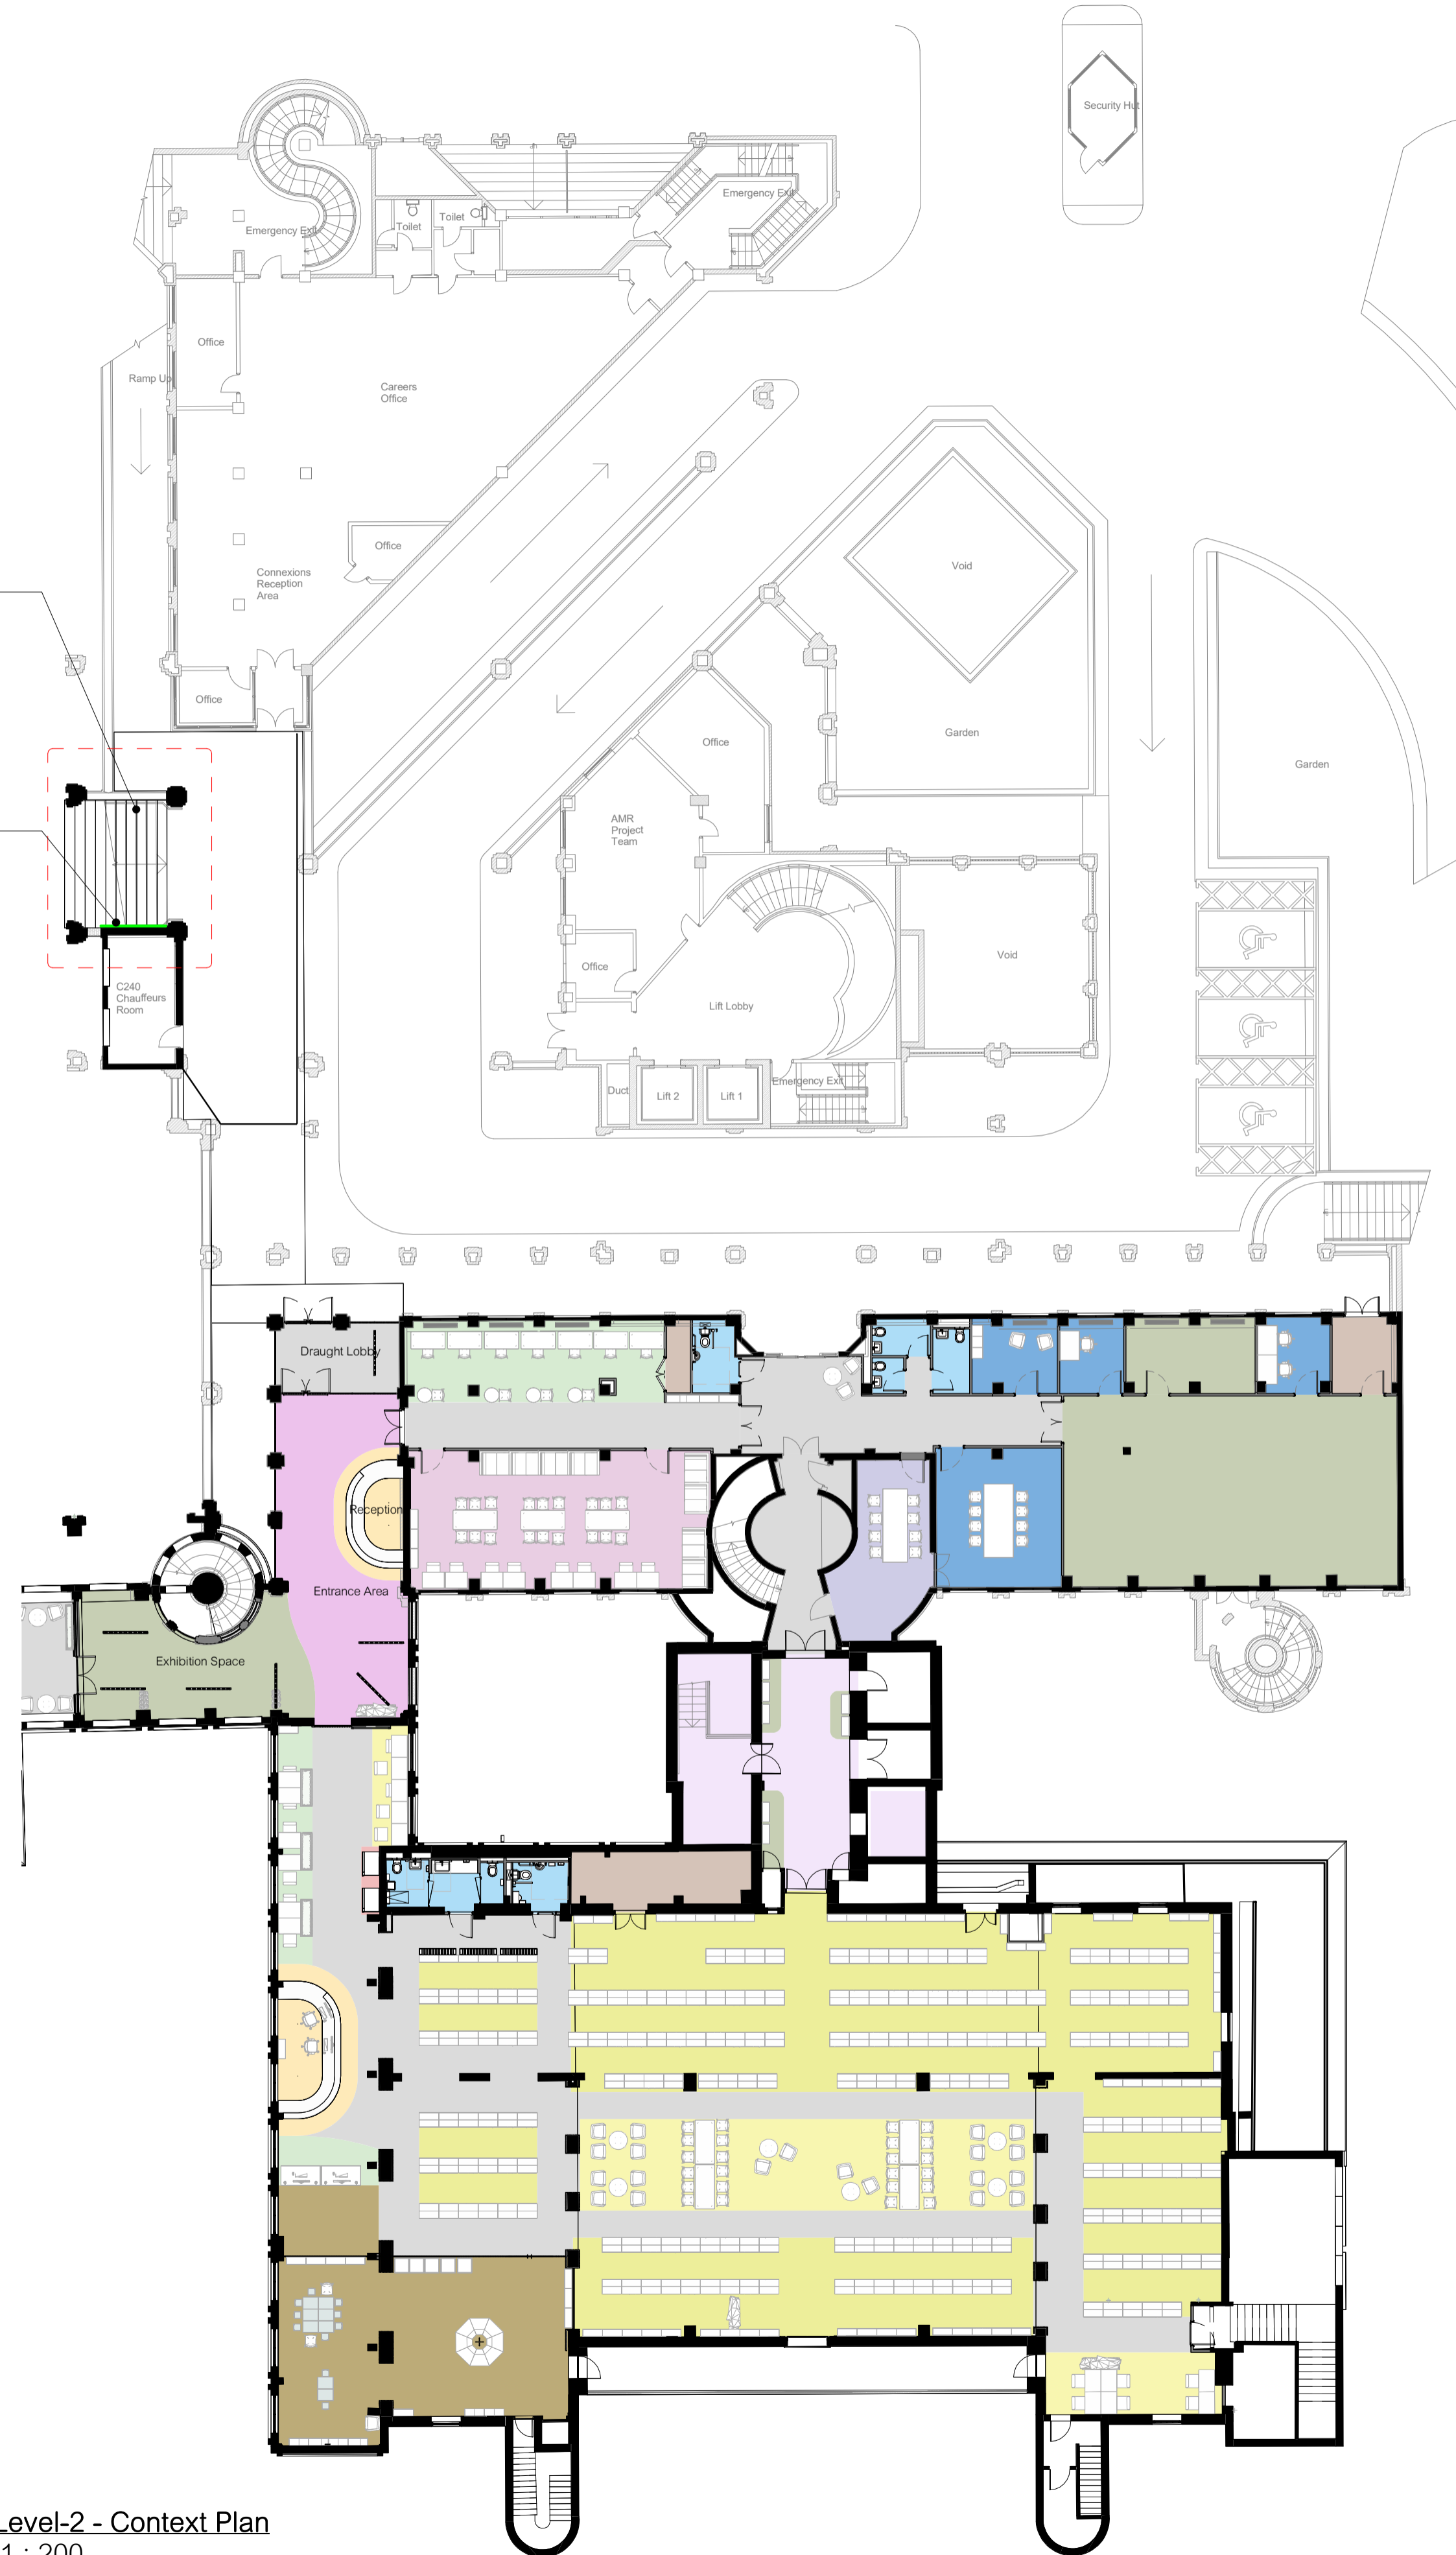 Security Hut
Emergency Exit
Toilet
Toilet
Emergency Exit
Office
Ramp Up
Careers
Office
Office
Connexions
Reception
Area
Void
Office
Garden
Office
Garden
AMR
Project
Team
Void
Office
C240
Chauffeurs
Room
Lift Lobby
Duct
Lift 2
Lift 1
Emergency Exit
Draught Lobby
Reception
Entrance Area
Exhibition Space
Level-2 - Context Plan
1 : 200